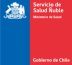 Servicio de
Salud Ñuble
Ministerio de Salud
Gobierno de Chile